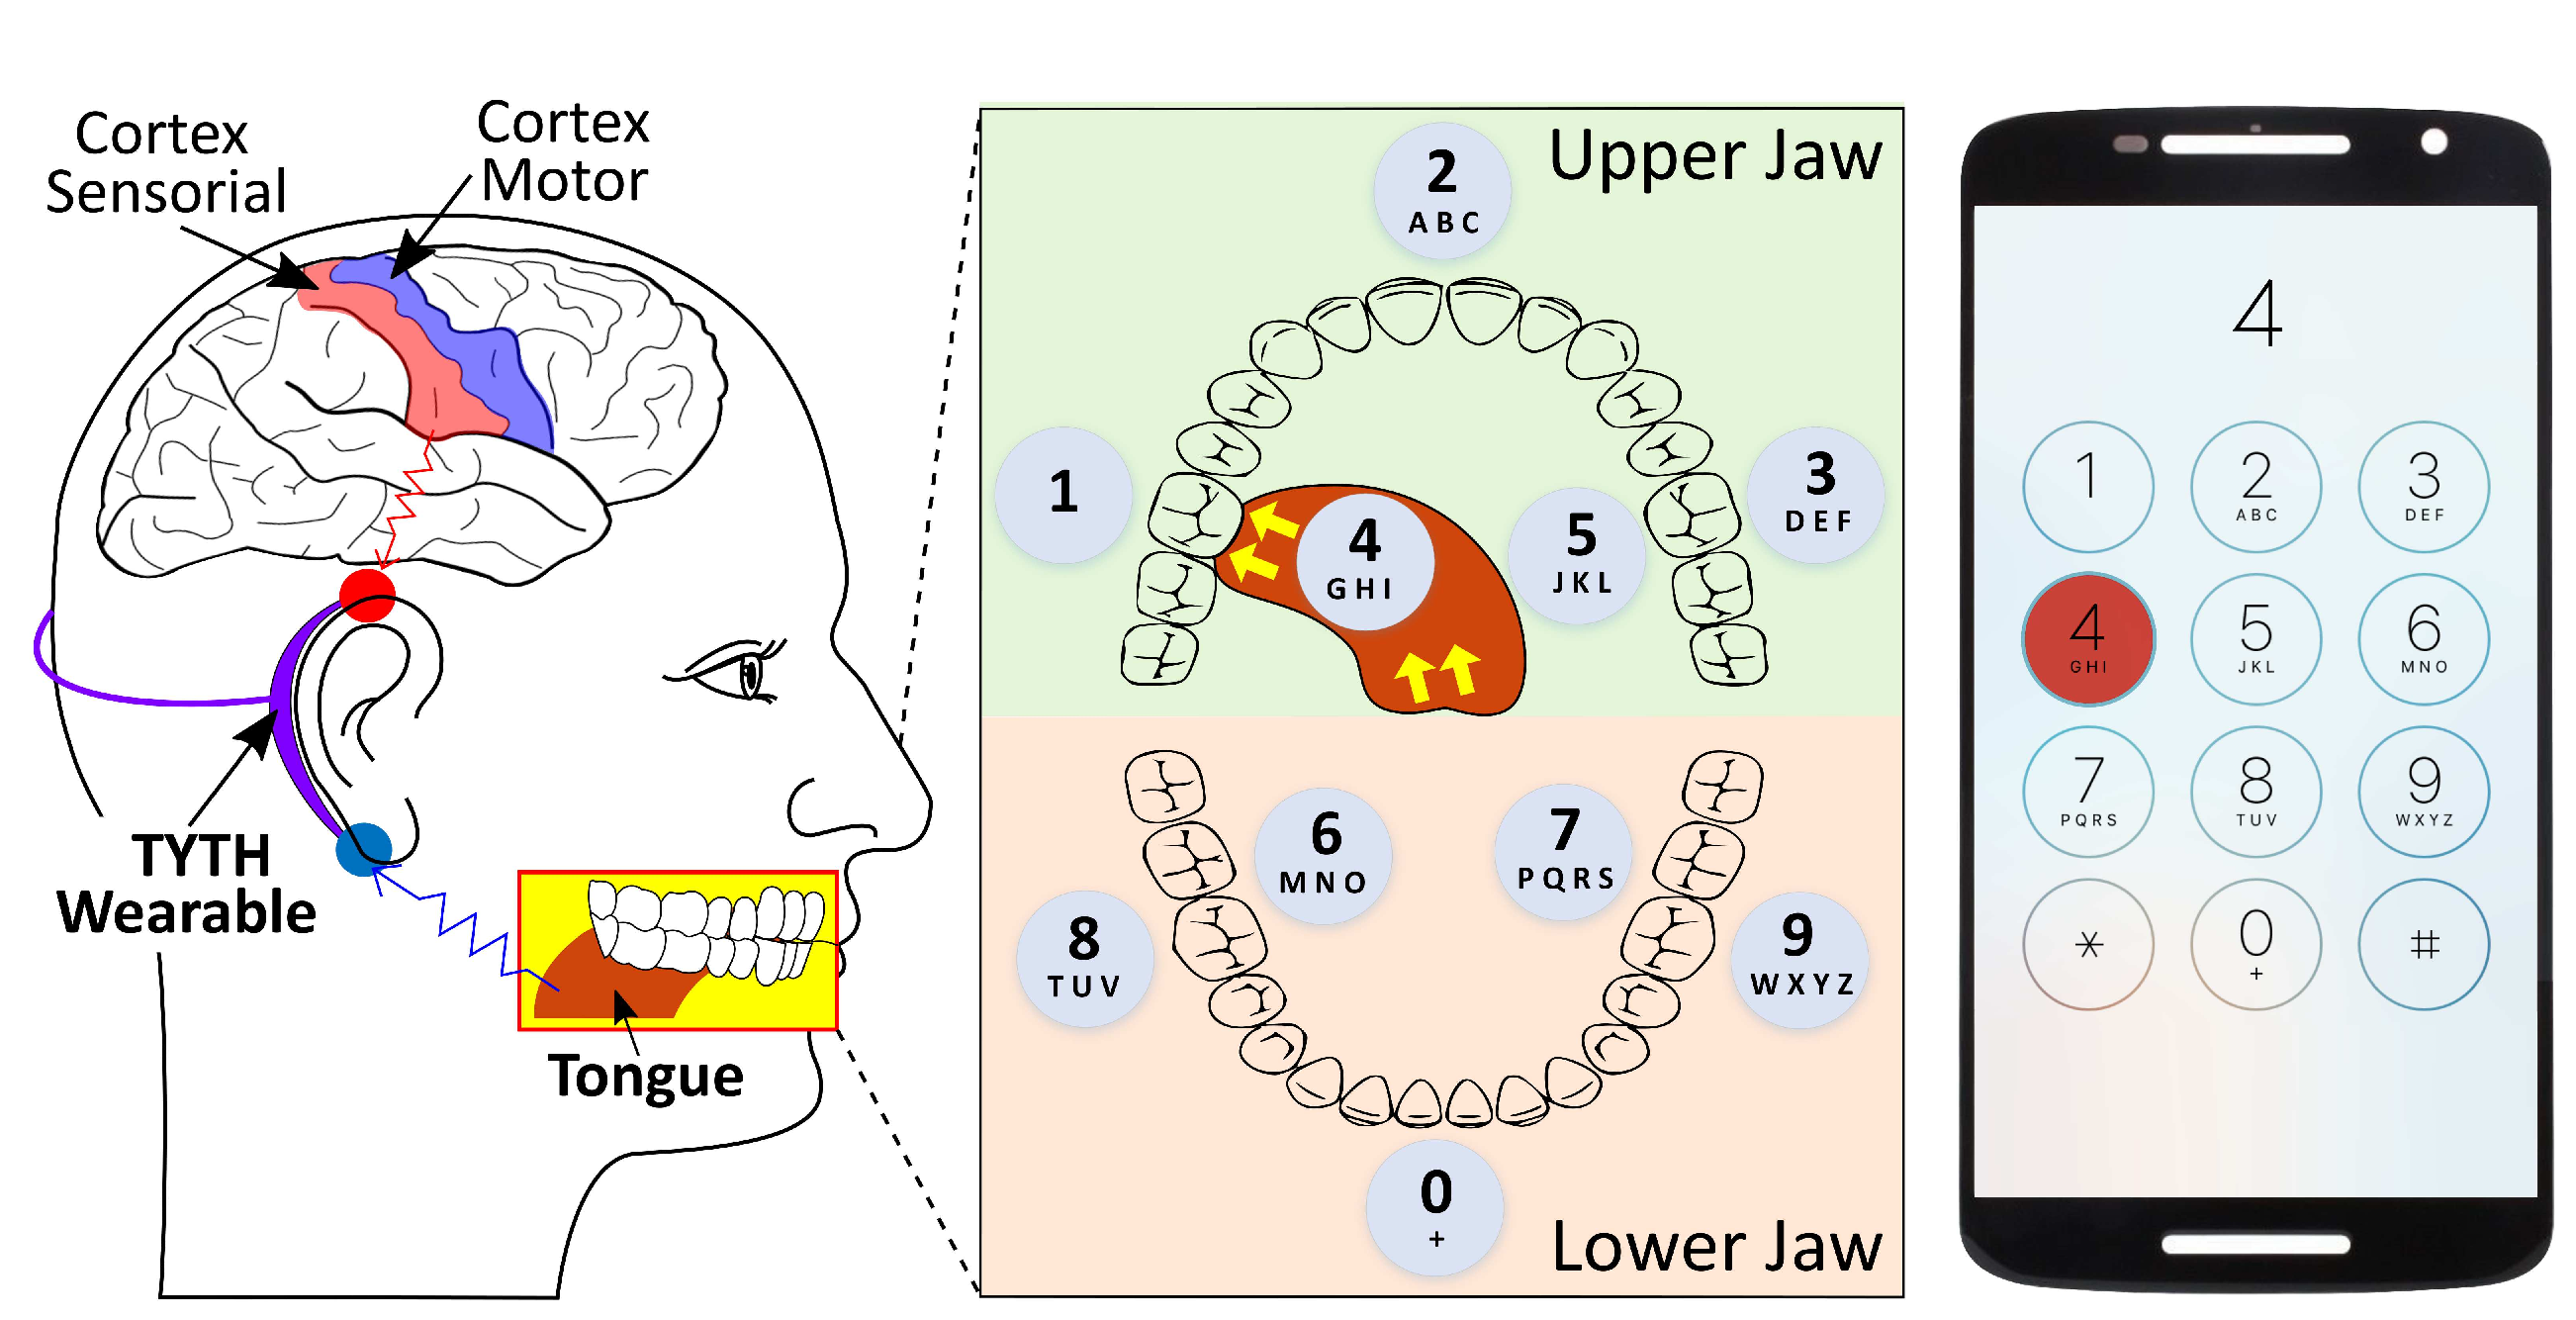 Cortex
Sensorial
Cortex
Motor
TYTH
Wearable
Tongue
Upper Jaw
2
ABC
1
3
DEF
4
GHI
5
JKL
6
MNO
7
PQRS
8
TUV
9
WXYZ
0
+
Lower Jaw
4
1
2
ABC
3
DEF
4
GHI
5
JKL
6
MNO
7
PQRS
8
TUV
9
WXYZ
*
0
+
#